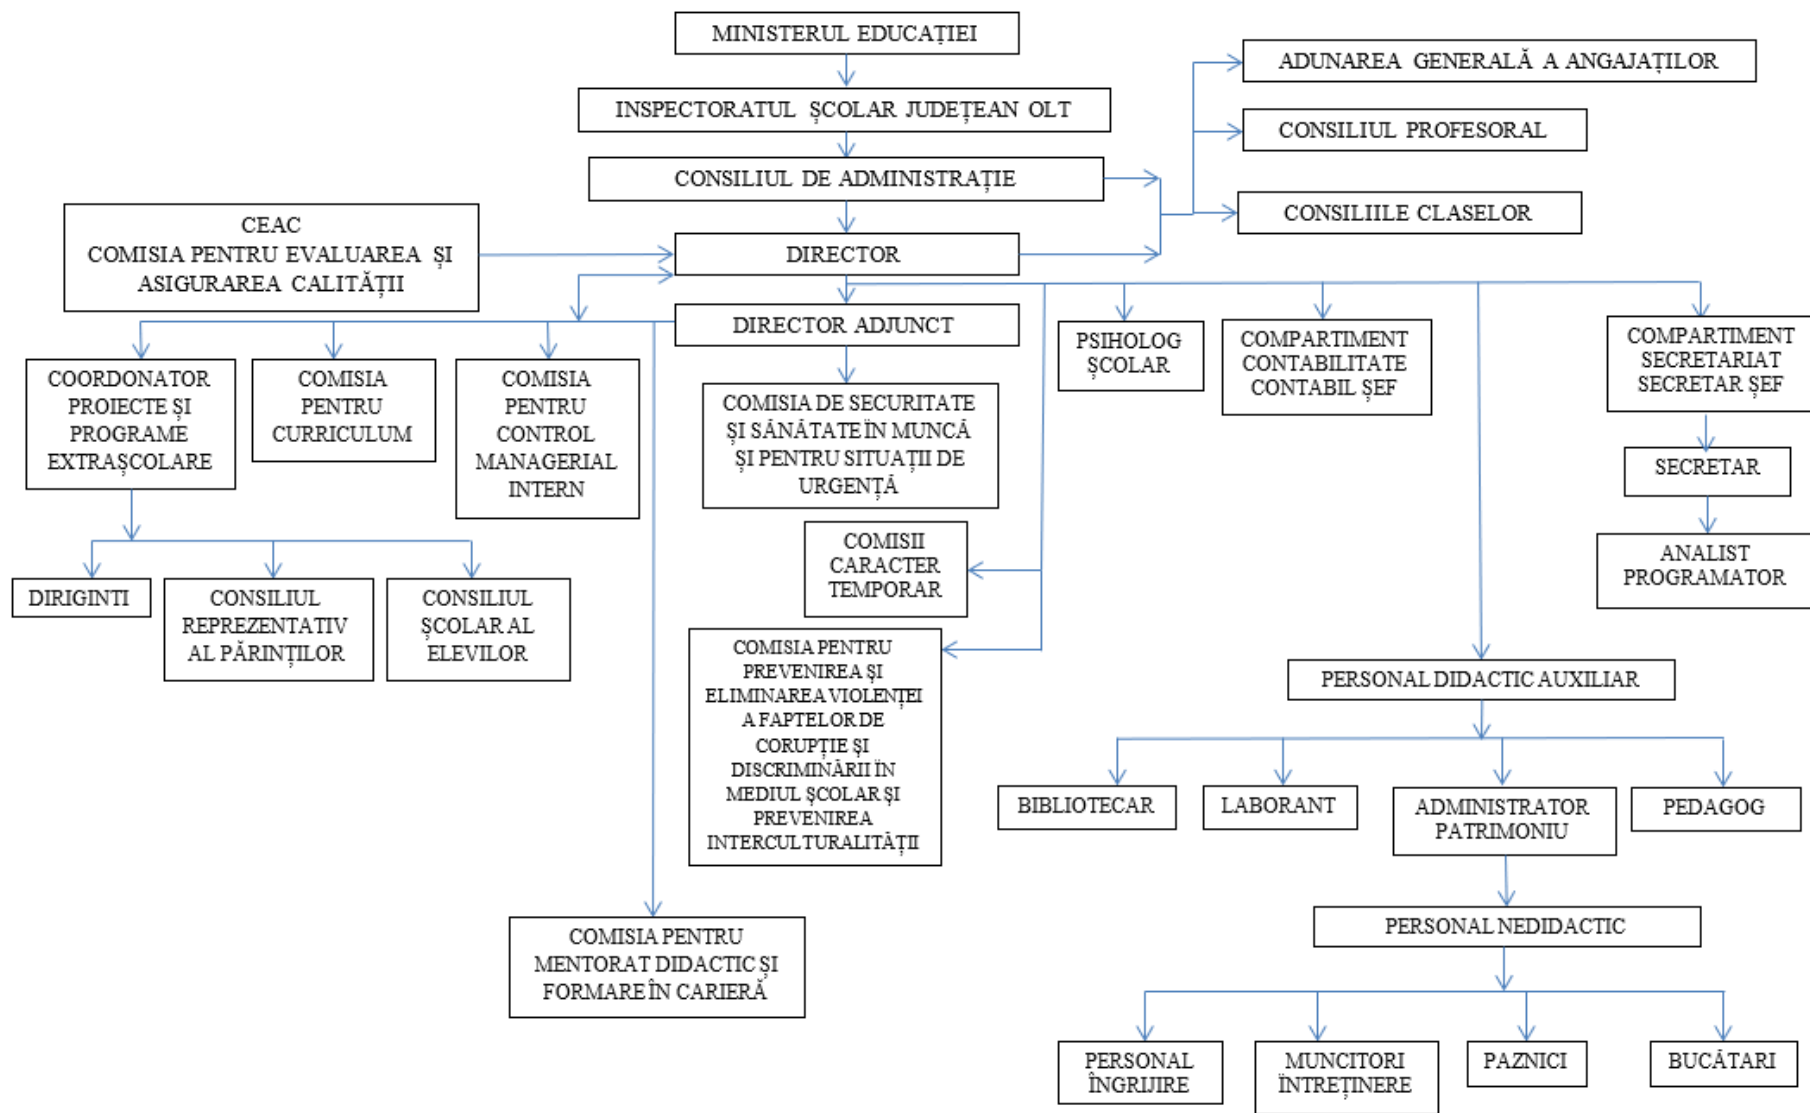 MINISTERUL EDUCAȚIEI
ADUNAREA GENERALĂ A ANGAJAȚILOR
INSPECTORATUL ȘCOLAR JUDEȚEAN OLT
CONSILIUL PROFESORAL
CONSILIUL DE ADMINISTRAȚIE
CONSILIILE CLASELOR
CEAC
COMISIA PENTRU EVALUAREA ȘI
ASIGURAREA CALITĂȚII
DIRECTOR
DIRECTOR ADJUNCT
PSIHOLOG
ȘCOLAR
COMPARTIMENT
CONTABILITATE
CONTABIL ȘEF
COMPARTIMENT
SECRETARIAT
SECRETAR ȘEF
COORDONATOR
PROIECTE ȘI
PROGRAME
EXTRAȘCOLARE
COMISIA
PENTRU
CURRICULUM
COMISIA
PENTRU
CONTROL
MANAGERIAL
INTERN
COMISIA DE SECURITATE
ȘI SĂNĂTATE ÎN MUNCĂ
ȘI PENTRU SITUAȚII DE
URGENȚĂ
SECRETAR
COMISII
CARACTER
TEMPORAR
ANALIST
PROGRAMATOR
DIRIGINTI
CONSILIUL
REPREZENTATIV
AL PĂRINȚILOR
CONSILIUL
ȘCOLAR AL
ELEVILOR
COMISIA PENTRU
PREVENIREA ȘI
ELIMINAREA VIOLENȚEI
A FAPTELOR DE
CORUPȚIE ȘI
DISCRIMINĂRII ÎN
MEDIUL ȘCOLAR ȘI
PREVENIREA
INTERCULTURALITĂȚII
PERSONAL DIDACTIC AUXILIAR
BIBLIOTECAR
LABORANT
ADMINISTRATOR
PATRIMONIU
PEDAGOG
COMISIA PENTRU
MENTORAT DIDACTIC ȘI
FORMARE ÎN CARIERĂ
PERSONAL NEDIDACTIC
PERSONAL
ÎNGRIJIRE
MUNCITORI
ÎNTREȚINERE
PAZNICI
BUCĂTARI